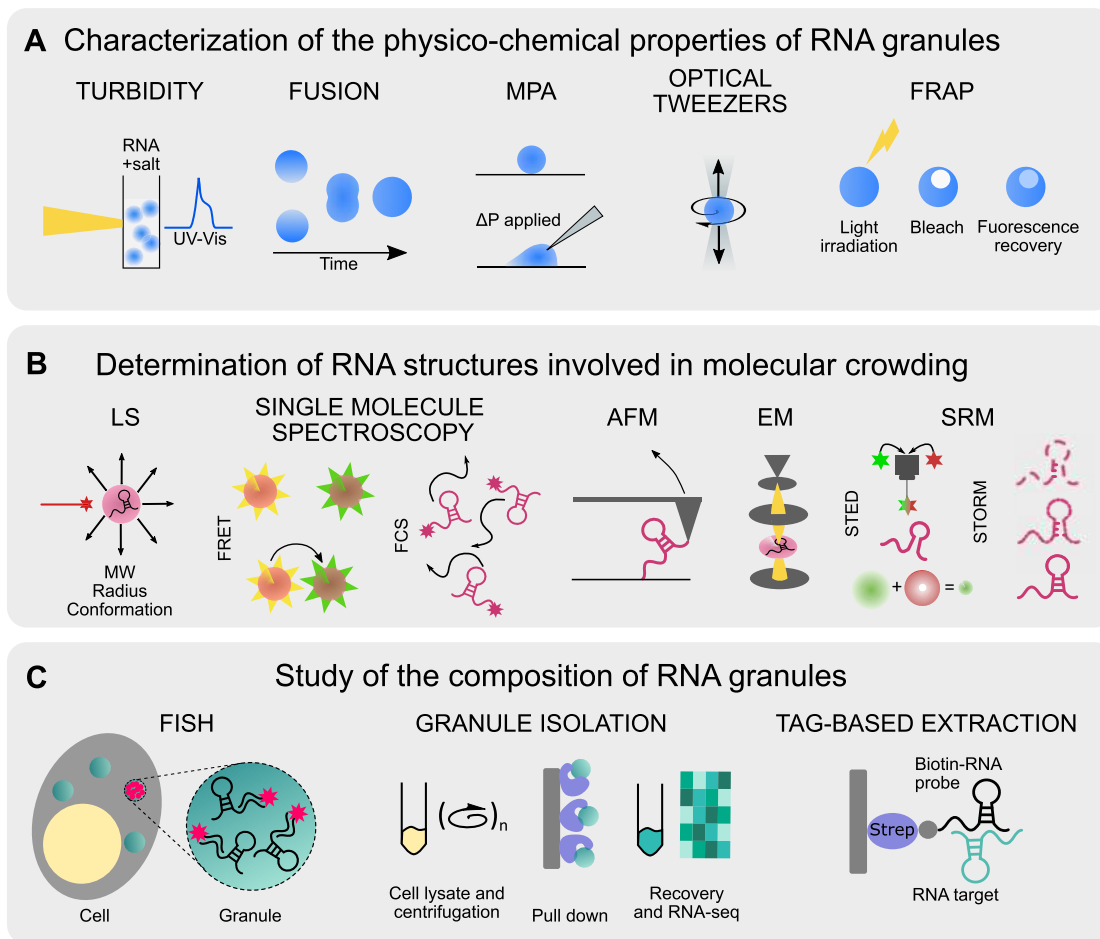 A Characterization of the physico-chemical properties of RNA granules
TURBIDITY
RNA
+salt
UV-Vis
FUSION
Time
MPA
ΔP applied
OPTICAL
TWEEZERS
FRAP
Light
irradiation
Bleach
Fuorescence
recovery
B Determination of RNA structures involved in molecular crowding
LS
MW
Radius
Conformation
SINGLE MOLECULE
SPECTROSCOPY
FRET
FCS
AFM
EM
SRM
STED
+ =
STORM
C Study of the composition of RNA granules
FISH
Cell
Granule
GRANULE ISOLATION
( )n
Cell lysate and
centrifugation
Pull down
Recovery
and RNA-seq
TAG-BASED EXTRACTION
Biotin-RNA
probe
Strep
RNA target